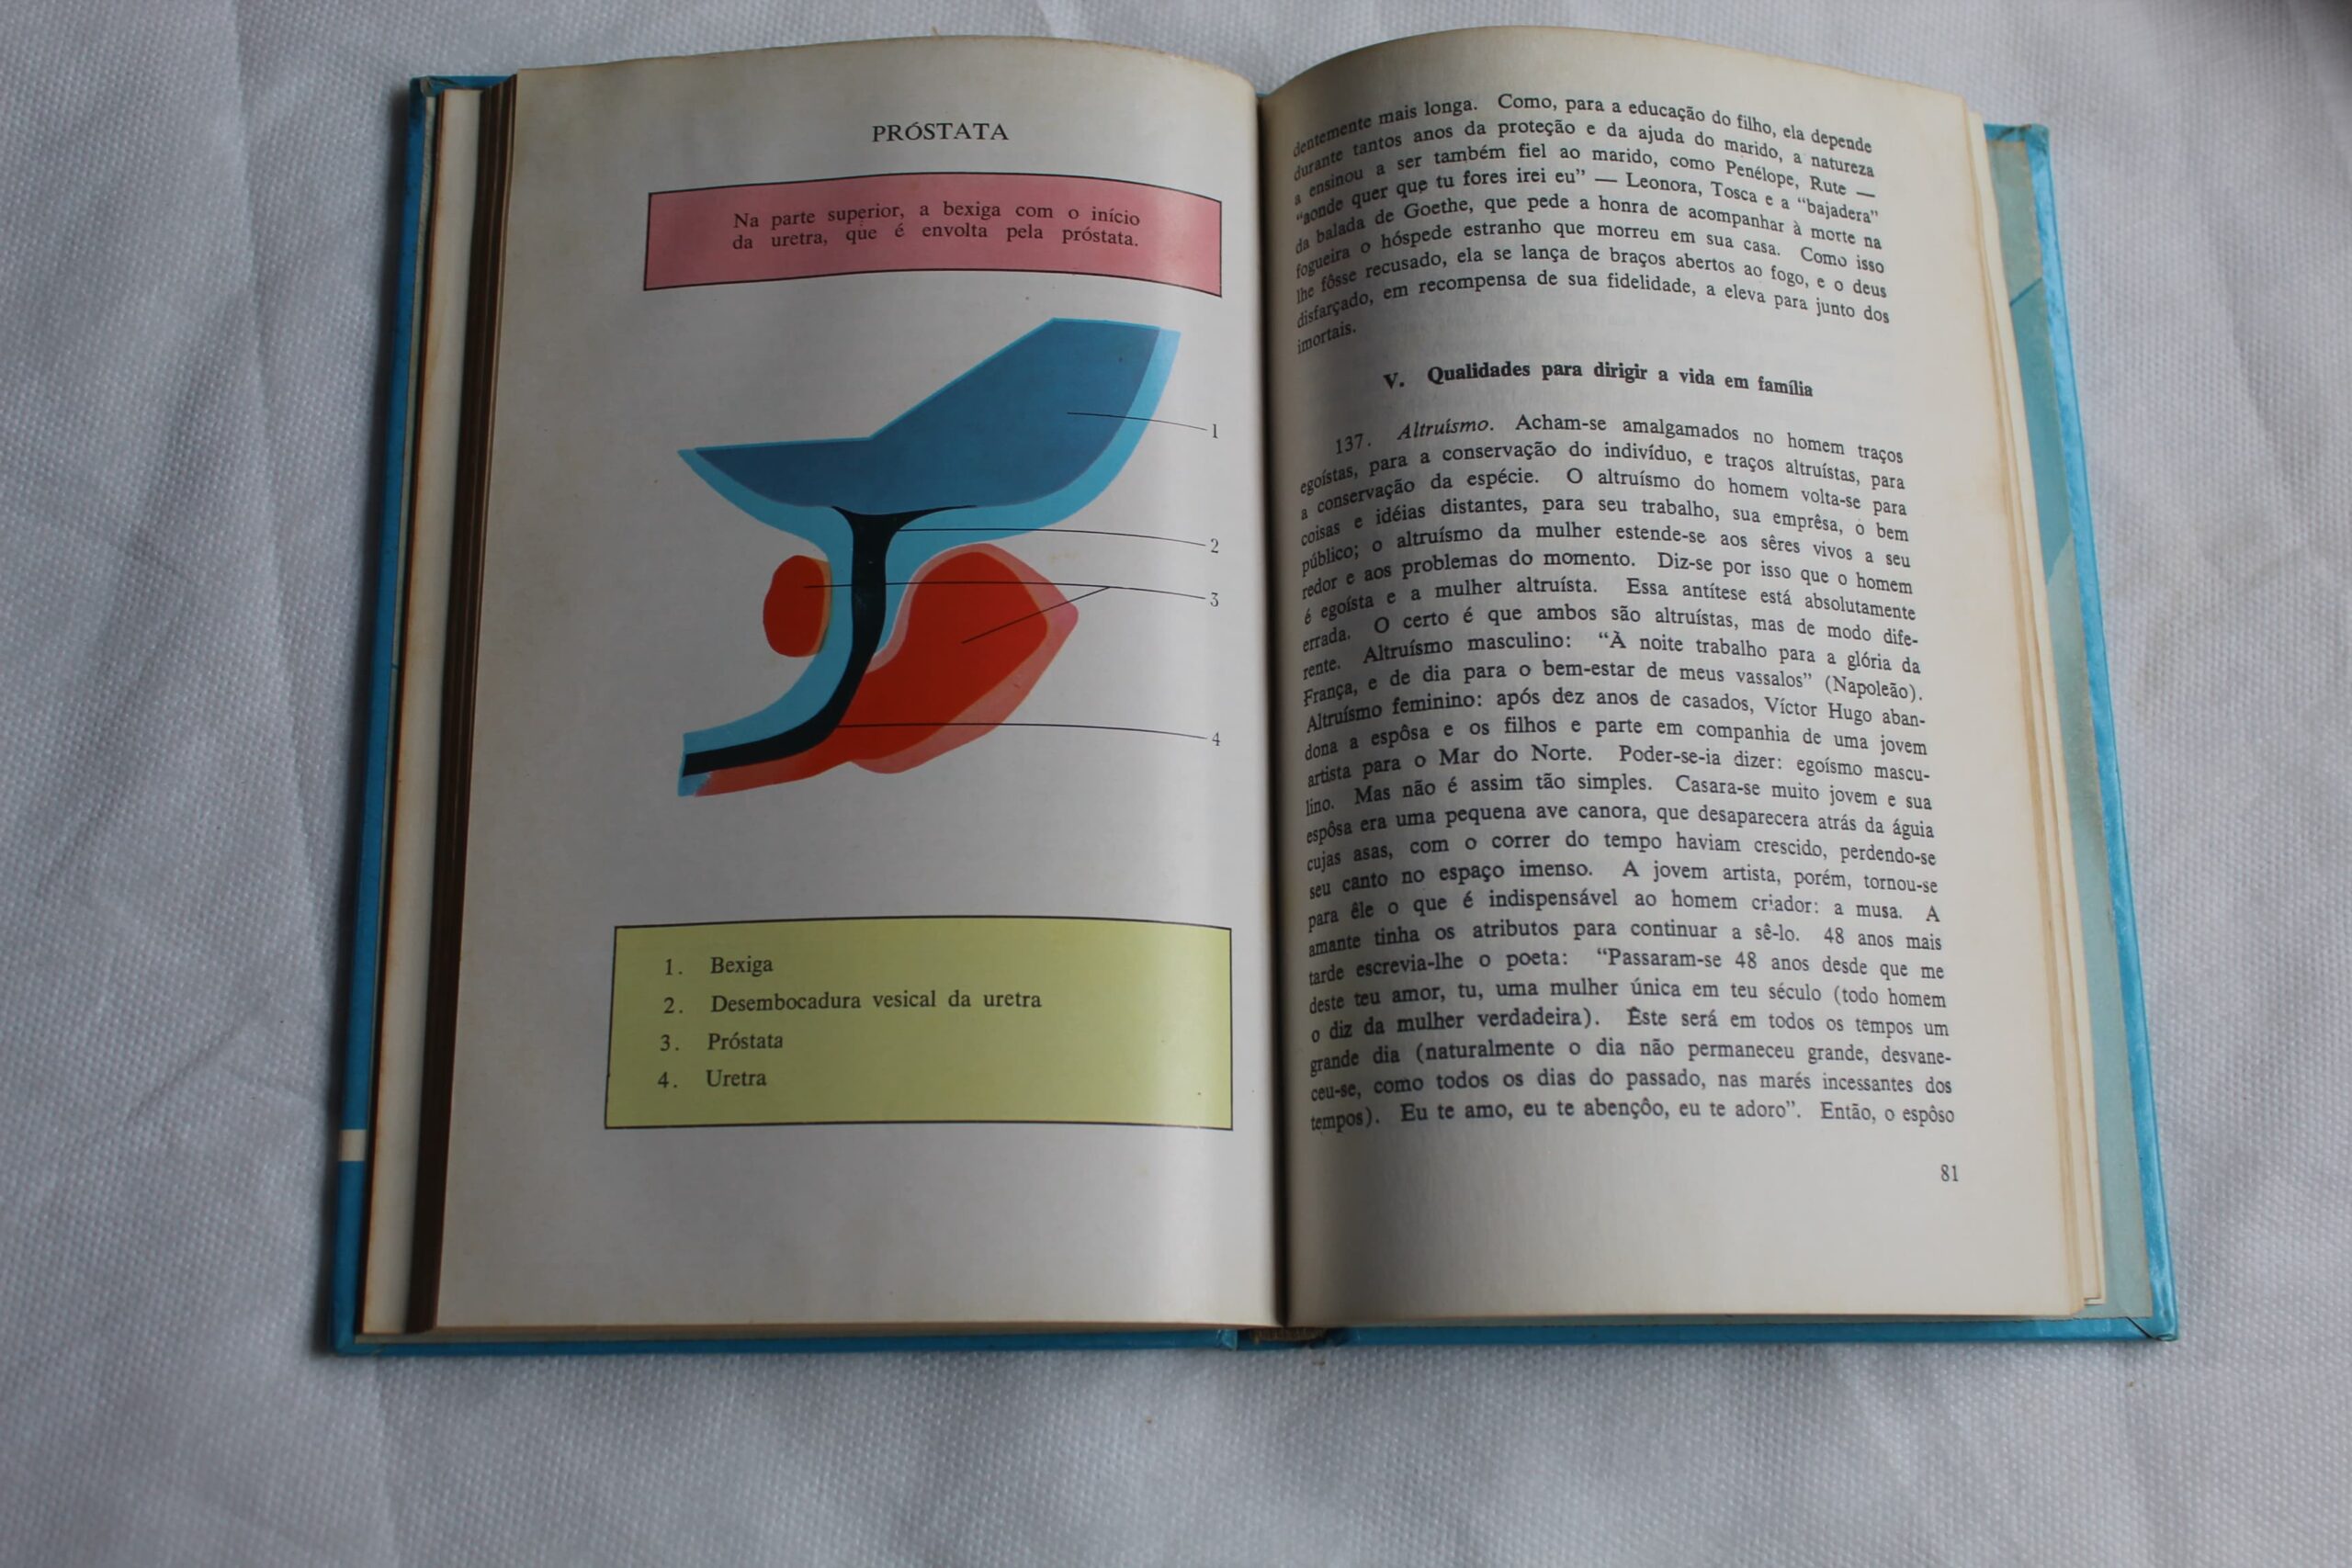 PRÓSTATA
Na parte superior, a bexiga com o início
da uretra, que é envolta pela próstata.
1
2
3
4
1. Bexiga
2. Desembocadura vesical da uretra
3. Próstata
4. Uretra
dentemente mais longa. Como, para a educação do filho, ela depende
durante tantos anos da proteção e da ajuda do marido, a natureza
a ensinou a ser também fiel ao marido, como Penélope, Rute —
"aonde quer que tu fores irei eu" — Leonora, Tosca e a "bajadera"
da balada de Goethe, que pede a honra de acompanhar à morte na
fogueira o hóspede estranho que morreu em sua casa. Como isso
lhe fôsse recusado, ela se lança de braços abertos ao fogo, e o deus
disfarçado, em recompensa de sua fidelidade, a eleva para junto dos
imortais.
V. Qualidades para dirigir a vida em família
137. Altruísmo. Acham-se amalgamados no homem traços
egoístas, para a conservação do indivíduo, e traços altruístas, para
a conservação da espécie. O altruísmo do homem volta-se para
coisas e idéias distantes, para seu trabalho, sua emprêsa, o bem
público; o altruísmo da mulher estende-se aos sêres vivos a seu
redor e aos problemas do momento. Diz-se por isso que o homem
é egoísta e a mulher altruísta. Essa antítese está absolutamente
errada. O certo é que ambos são altruístas, mas de modo dife-
rente. Altruísmo masculino: "À noite trabalho para a glória da
França, e de dia para o bem-estar de meus vassalos" (Napoleão).
Altruísmo feminino: após dez anos de casados, Víctor Hugo aban-
dona a espôsa e os filhos e parte em companhia de uma jovem
artista para o Mar do Norte. Poder-se-ia dizer: egoísmo mascu-
lino. Mas não é assim tão simples. Casara-se muito jovem e sua
espôsa era uma pequena ave canora, que desaparecera atrás da águia
cujas asas, com o correr do tempo haviam crescido, perdendo-se
seu canto no espaço imenso. A jovem artista, porém, tornou-se
para êle o que é indispensável ao homem criador: a musa. A
amante tinha os atributos para continuar a sê-lo. 48 anos mais
tarde escrevia-lhe o poeta: "Passaram-se 48 anos desde que me
deste teu amor, tu, uma mulher única em teu século (todo homem
o diz da mulher verdadeira). Êste será em todos os tempos um
grande dia (naturalmente o dia não permaneceu grande, desvane-
ceu-se, como todos os dias do passado, nas marés incessantes dos
tempos). Eu te amo, eu te abençôo, eu te adoro". Então, o espôso
81